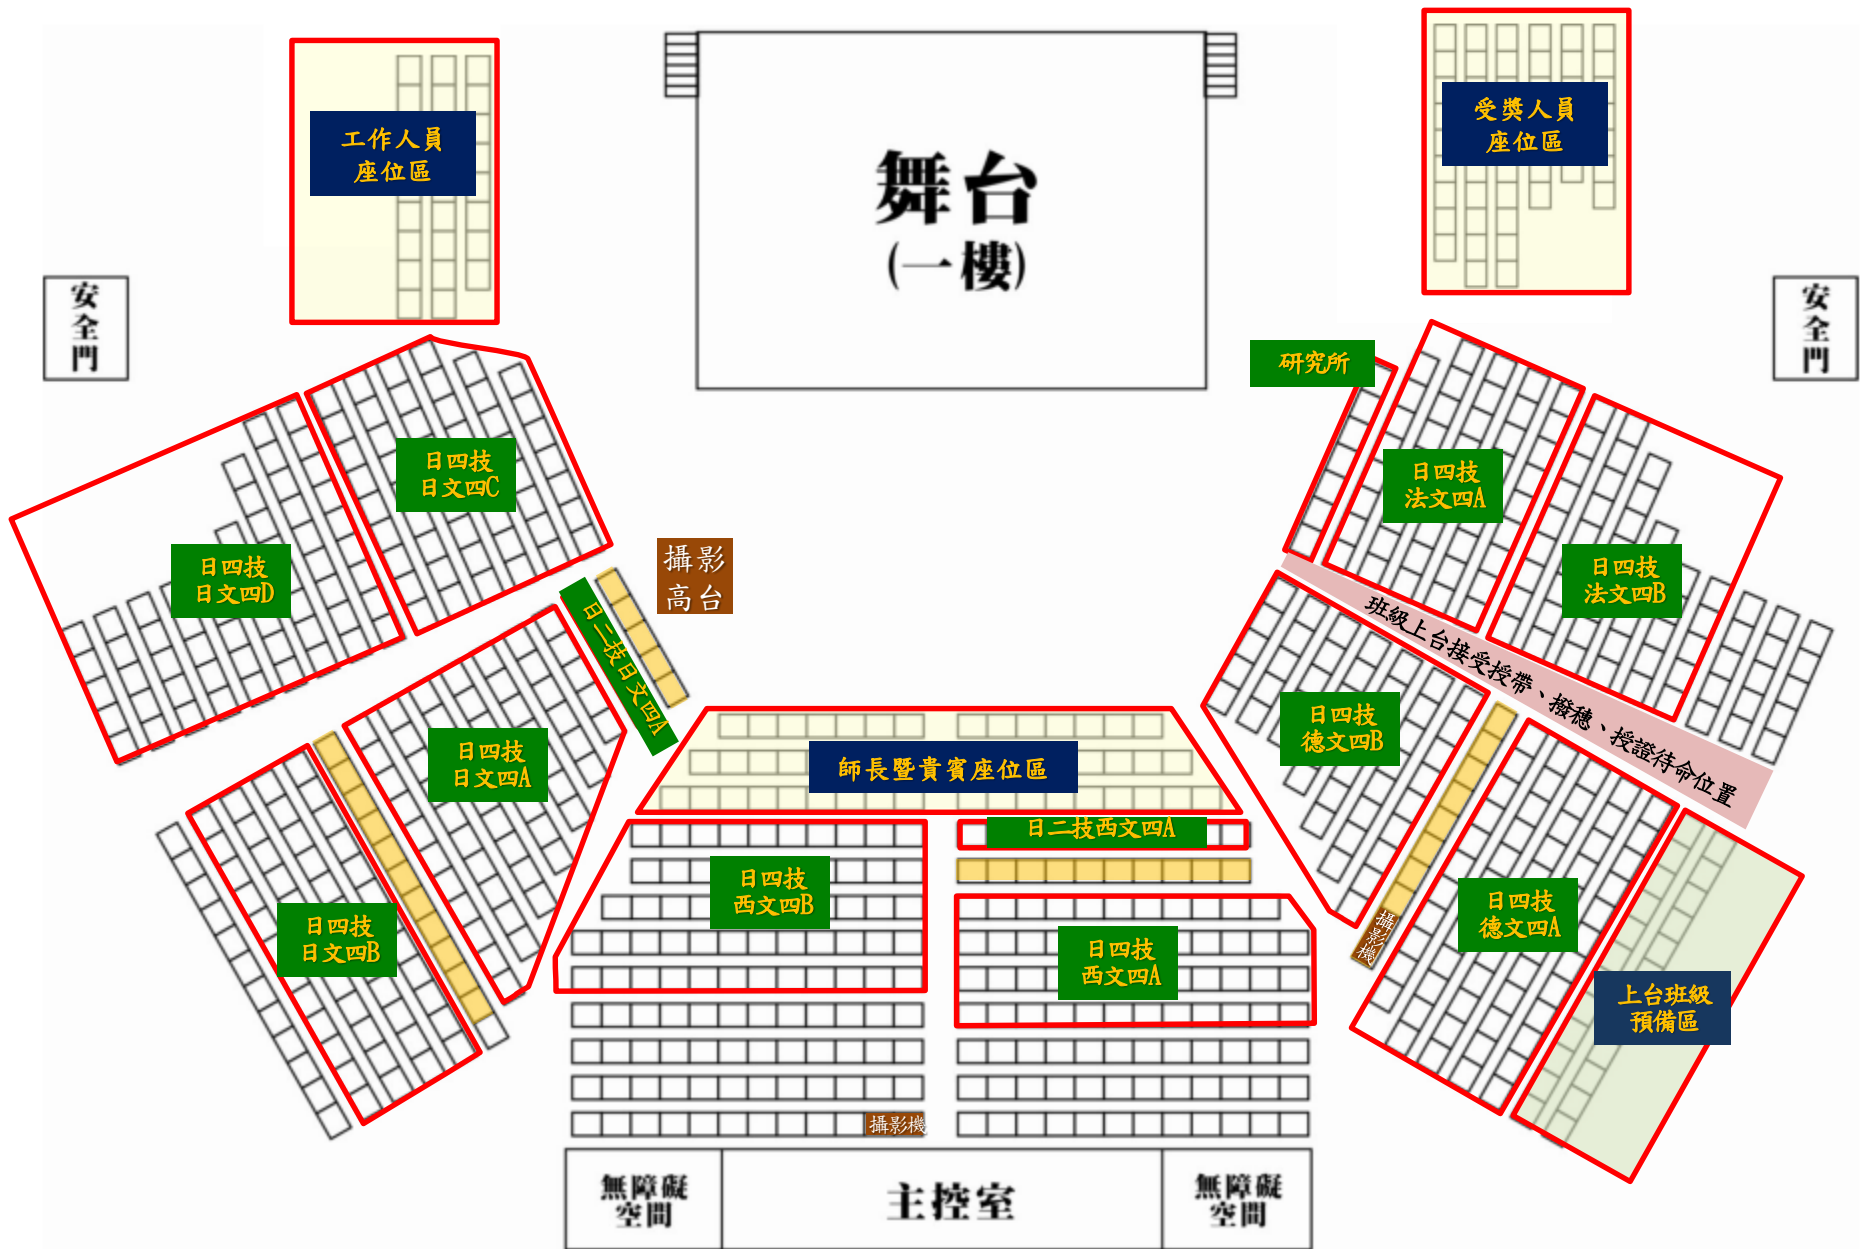 工作人員
座位區
舞台
(一樓)
受獎人員
座位區
安全門
安全門
研究所
日四技
日文四C
日四技
法文四A
日四技
日文四D
攝影
高台
日四技
法文四B
日二技日文四A
班級上台接受授帶、撥穗、授證待命位置
日四技
日文四A
日四技
德文四B
師長暨貴賓座位區
日二技西文四A
日四技
西文四B
日四技
德文四A
日四技
日文四B
攝影機
日四技
西文四A
上台班級
預備區
攝影機
無障礙
空間
主控室
無障礙
空間